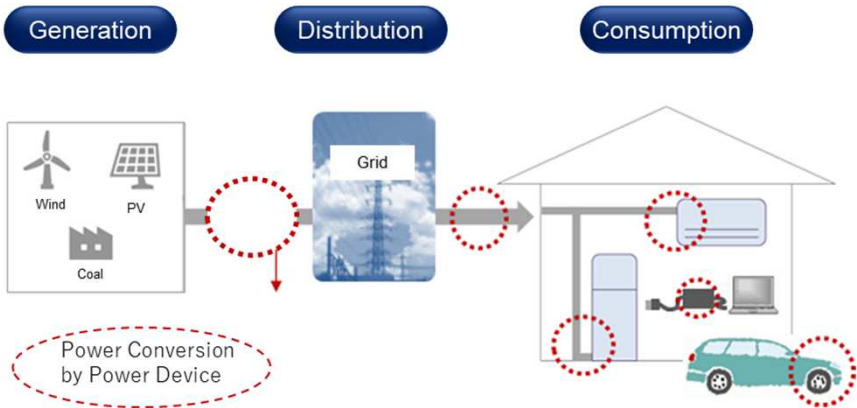 Generation
Distribution
Consumption
Grid
Wind
PV
Coal
Power Conversion
by Power Device